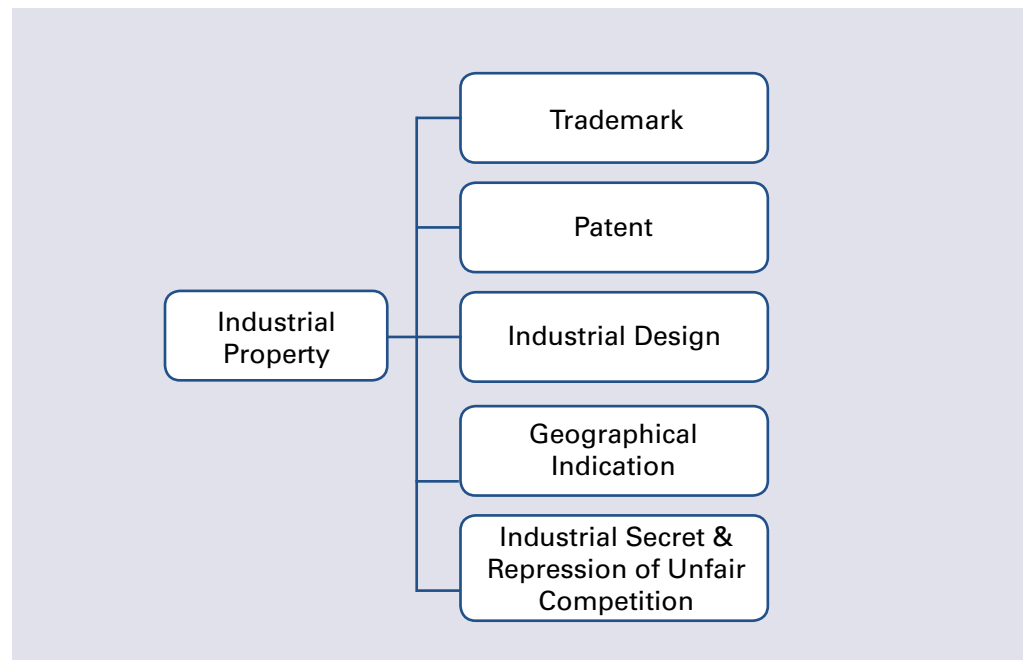 Trademark
Patent
Industrial
Property
Industrial Design
Geographical
Indication
Industrial Secret &
Repression of Unfair
Competition